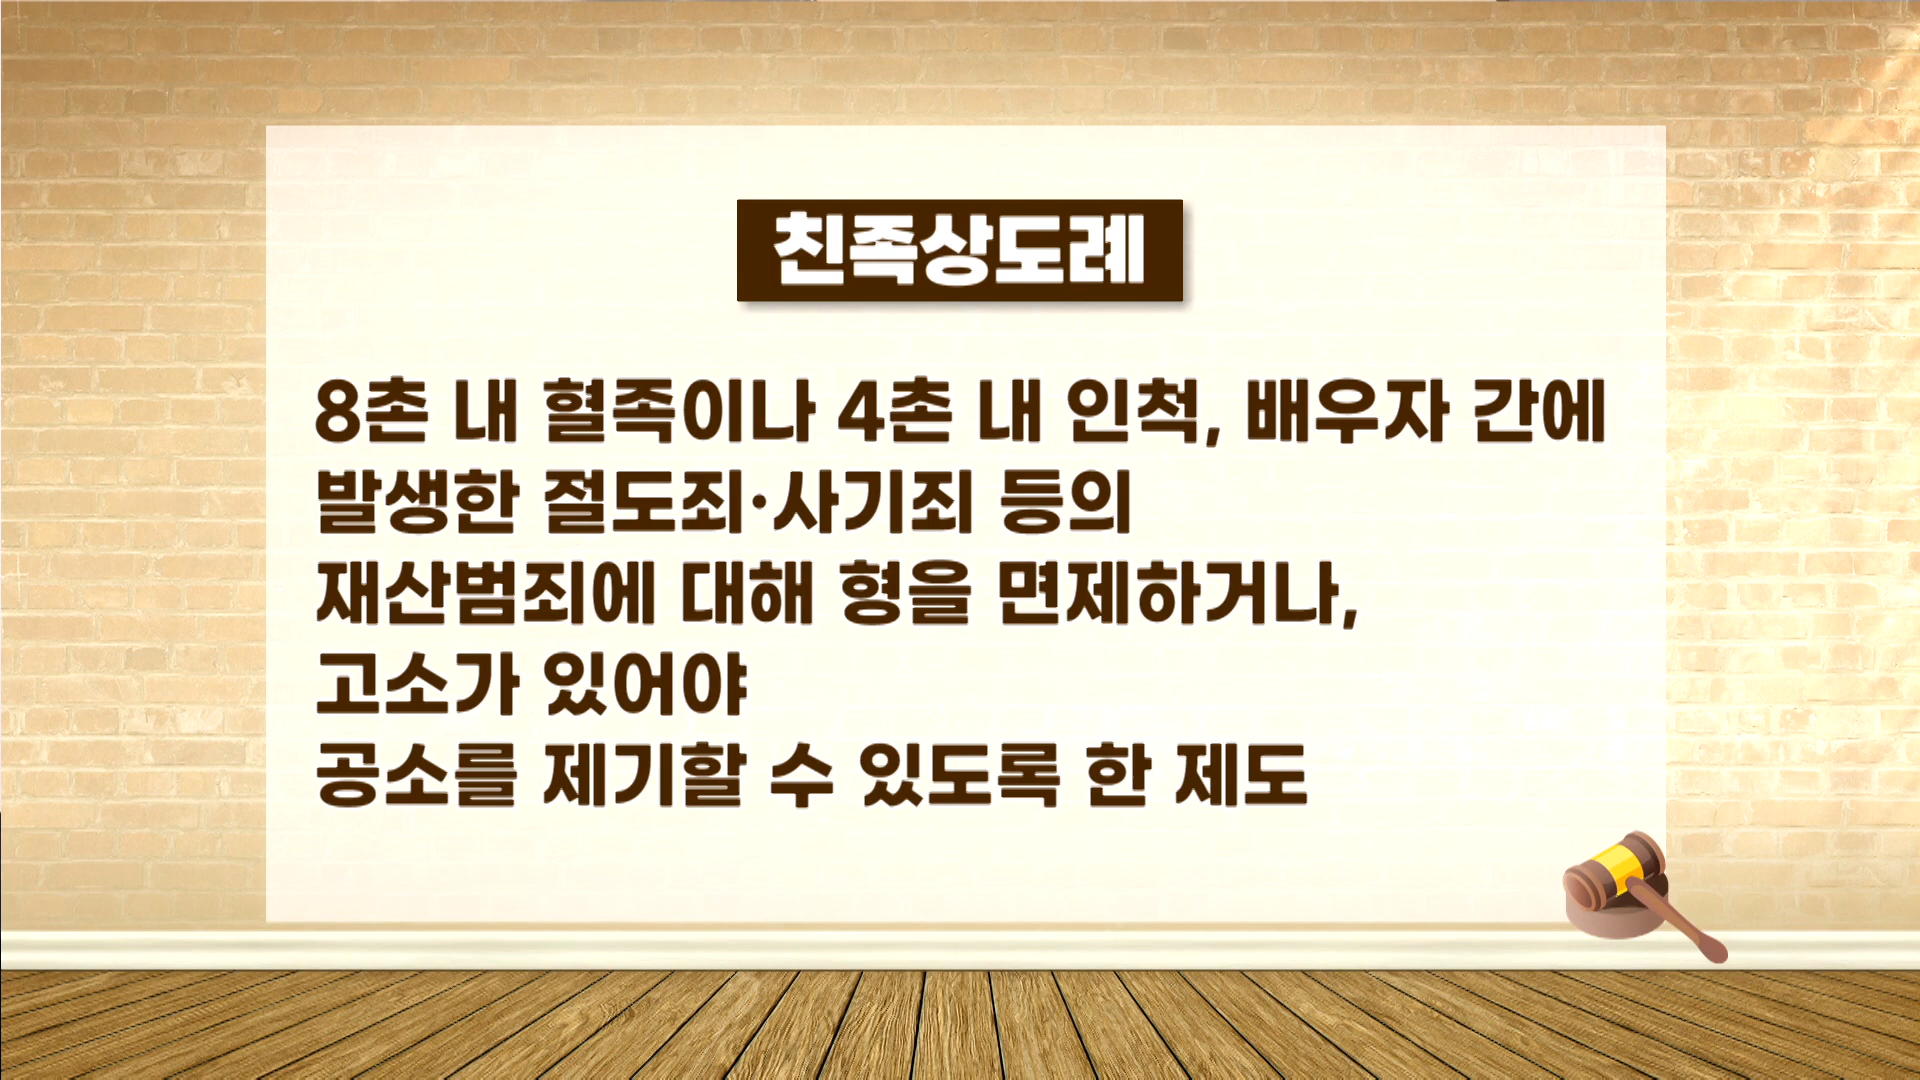 친족상도례
8촌 내 혈족이나 4촌 내 인척, 배우자 간에
발생한 절도죄·사기죄 등의
재산범죄에 대해 형을 면제하거나,
고소가 있어야
공소를 제기할 수 있도록 한 제도